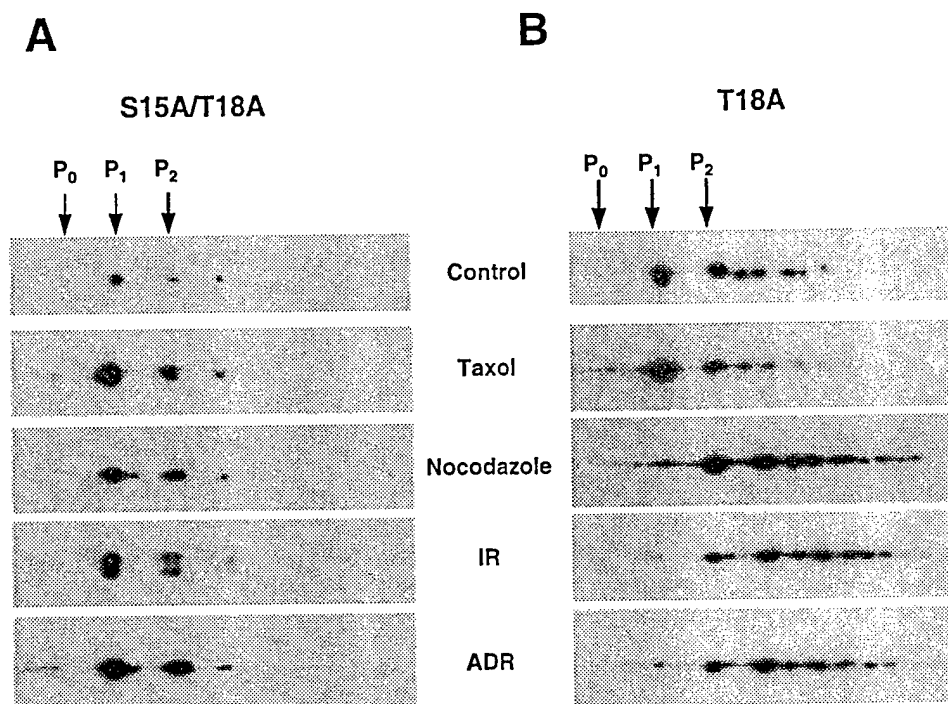 A
B
S15A/T18A
T18A
P0 P1 P2
P0 P1 P2
Control
Taxol
Nocodazole
IR
ADR